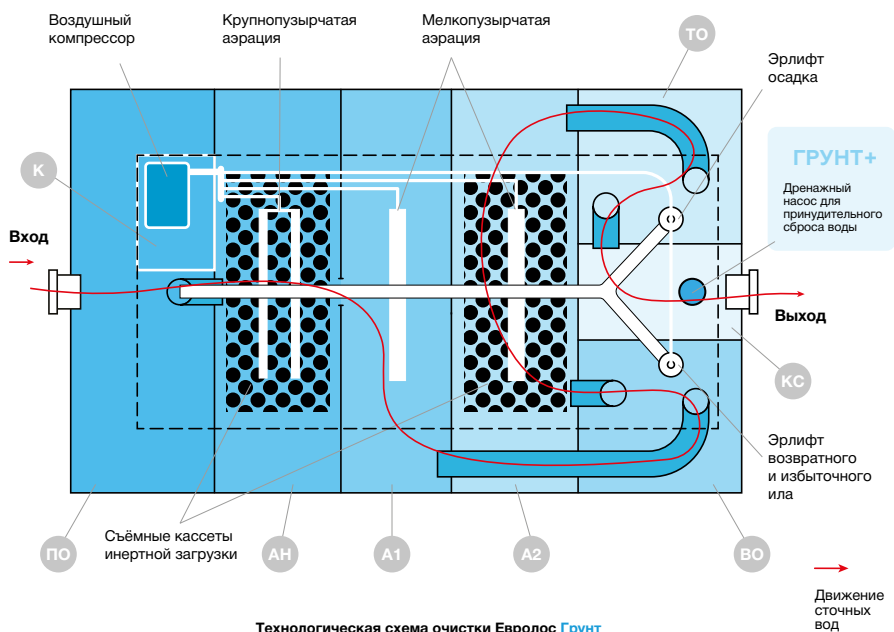 Воздушный
компрессор
Крупнопузырчатая
аэрация
Мелкопузырчатая
аэрация
ТО
Эрлифт
осадка
К
ГРУНТ+
Дренажный
насос для
принудительного
сброса воды
Вход
Выход
КС
Эрлифт
возвратного
и избыточного
ила
ПО
Съёмные кассеты
инертной загрузки
АН
А1
А2
ВО
Движение
сточных
вод
Технологическая схема очистки Евролос Грунт